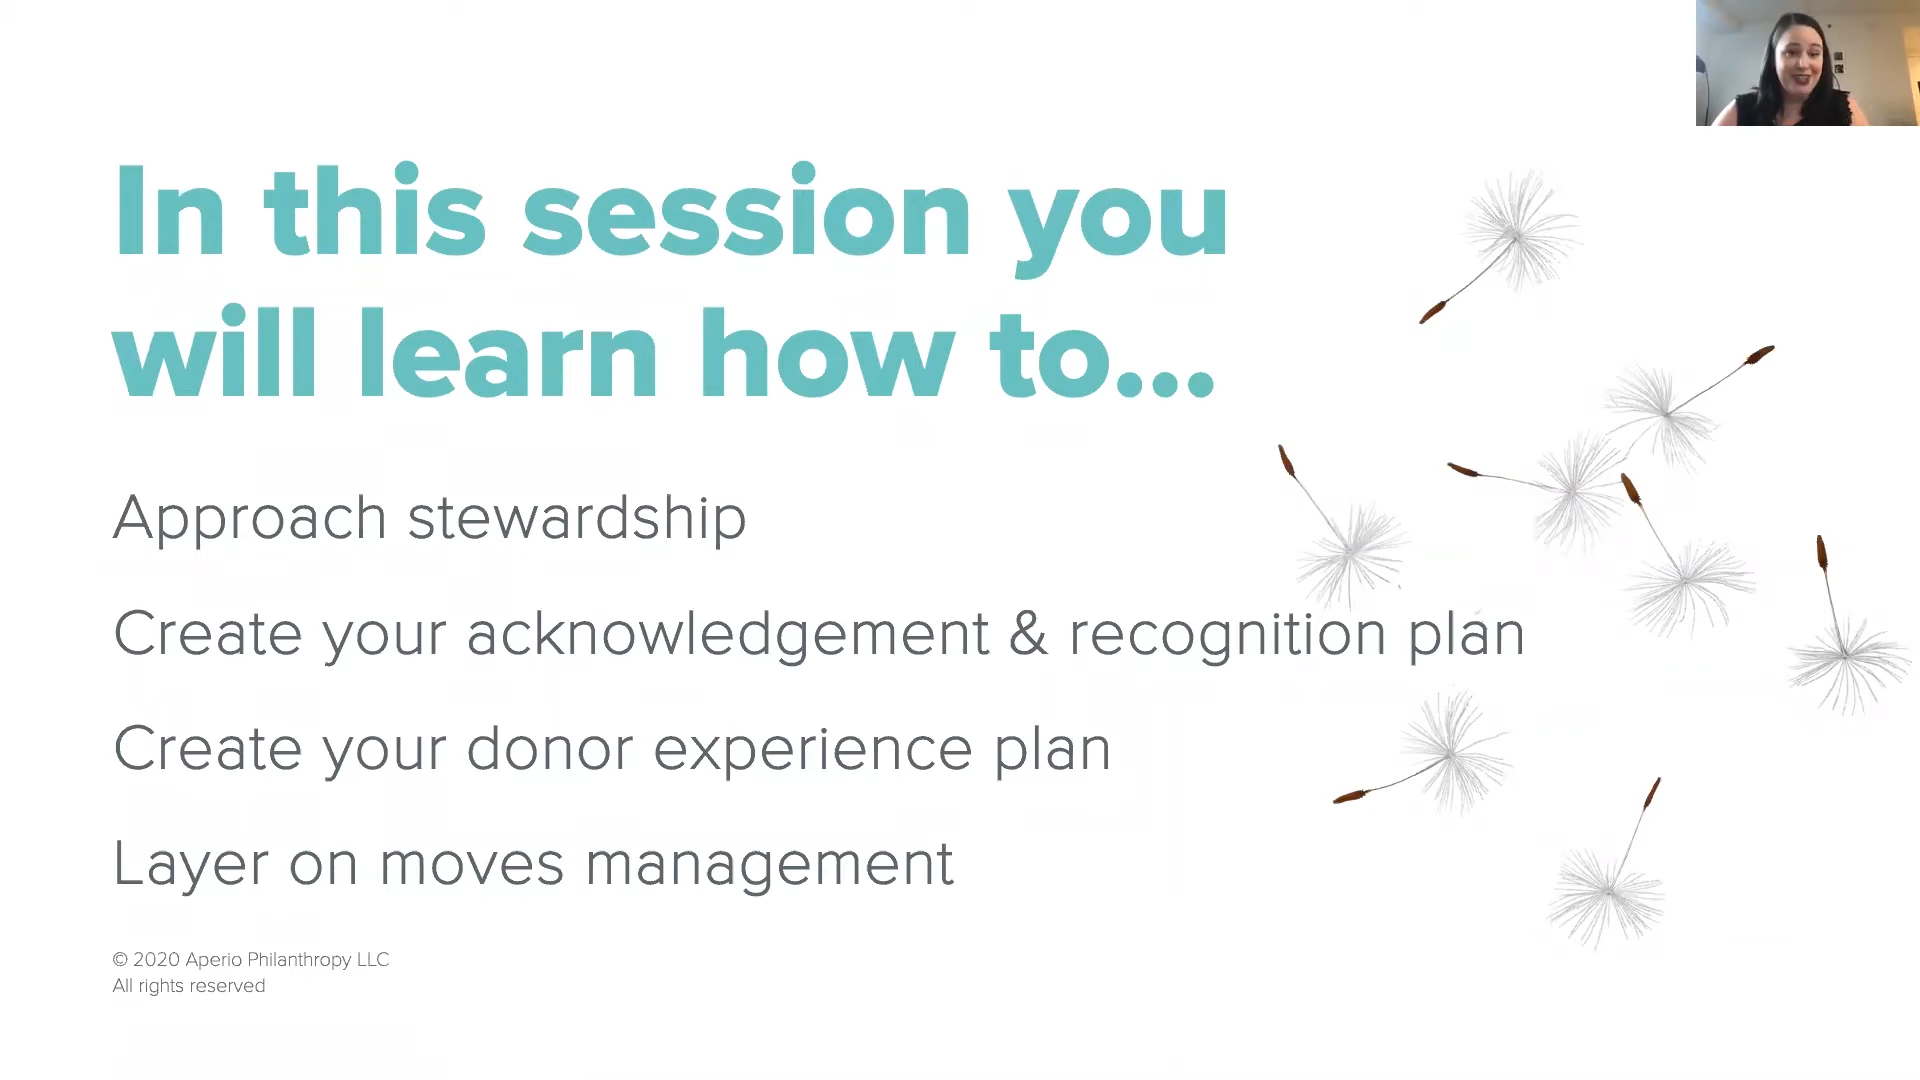 In this session you
will learn how to...
Approach stewardship
Create your acknowledgement & recognition plan
Create your donor experience plan
Layer on moves management
© 2020 Aperio Philanthropy LLC
All rights reserved